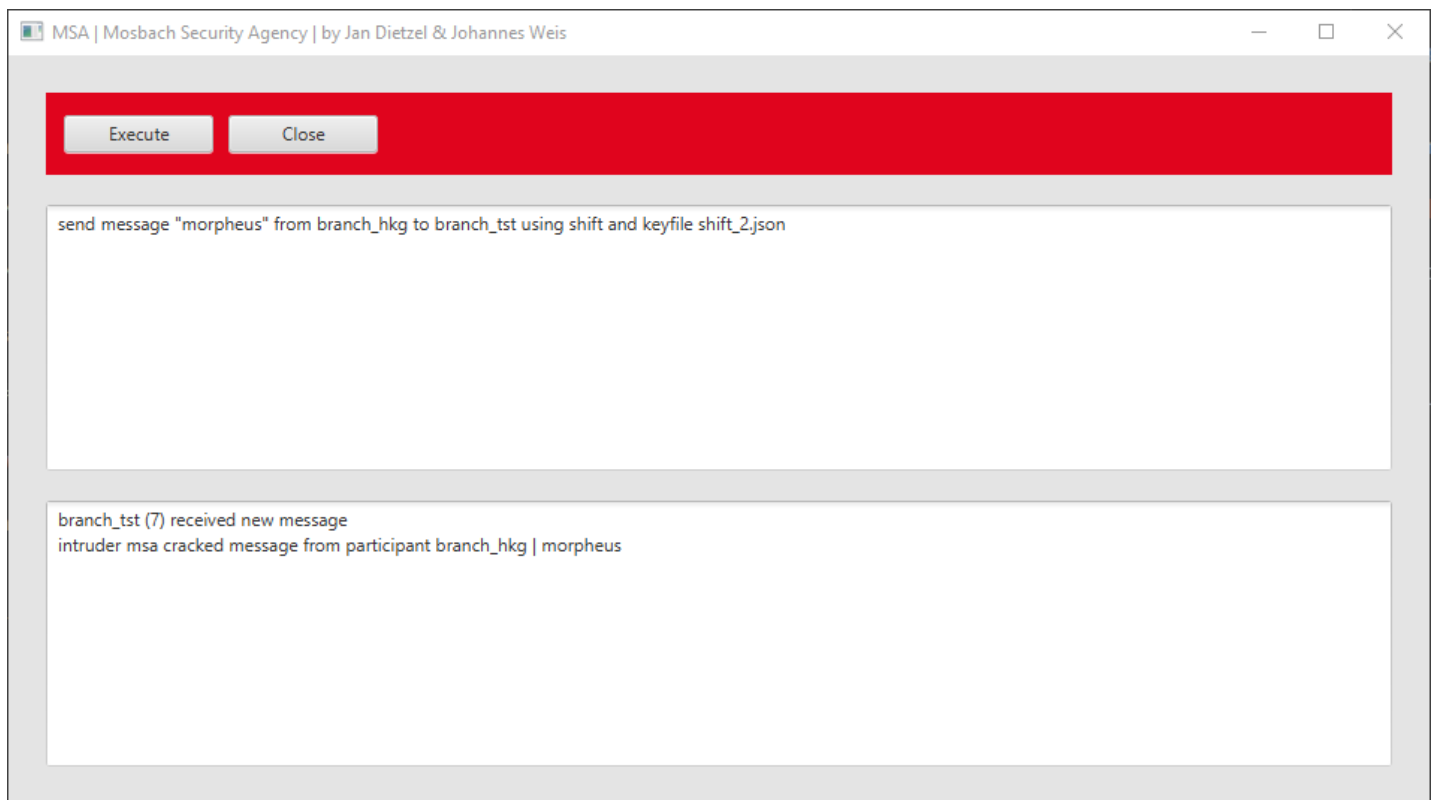 MSA | Mosbach Security Agency | by Jan Dietzel & Johannes Weis
Execute Close
send message "morpheus" from branch_hkg to branch_tst using shift and keyfile shift_2.json
branch_tst (7) received new message
intruder msa cracked message from participant branch_hkg | morpheus